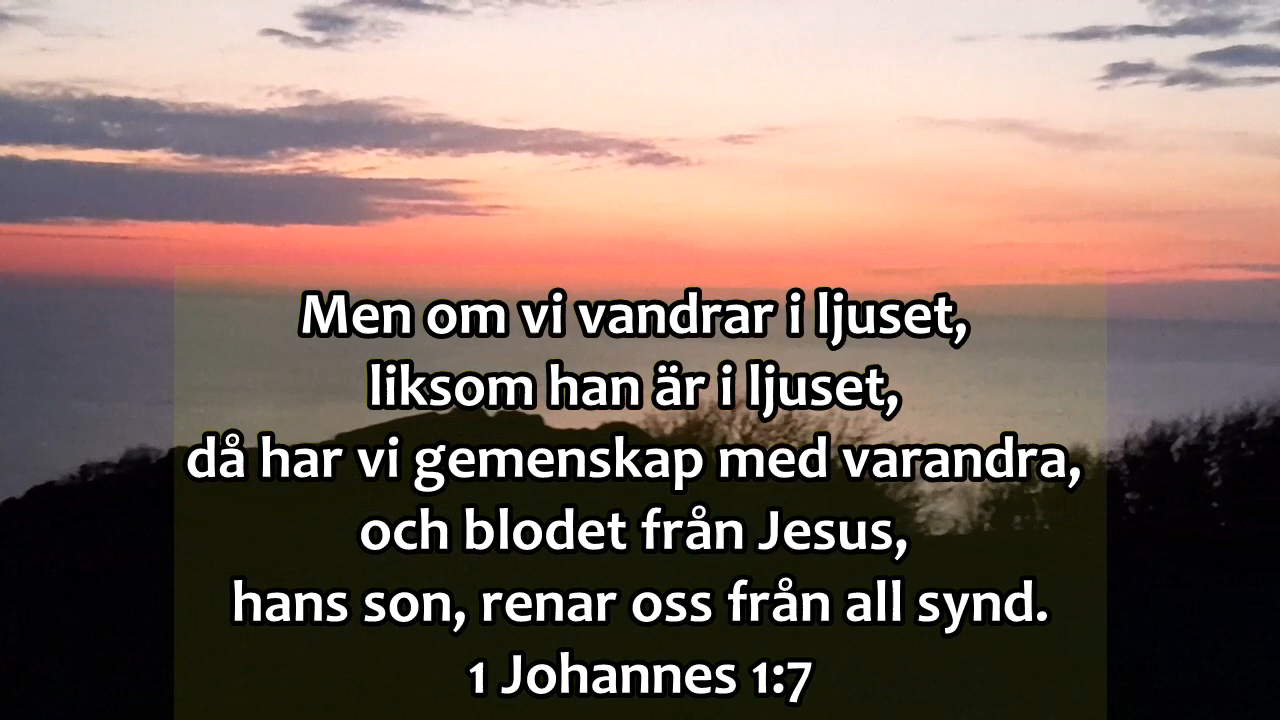 Men om vi vandrar i ljuset,
liksom han är i ljuset,
då har vi gemenskap med varandra,
och blodet från Jesus,
hans son, renar oss från all synd.
1 Johannes 1:7